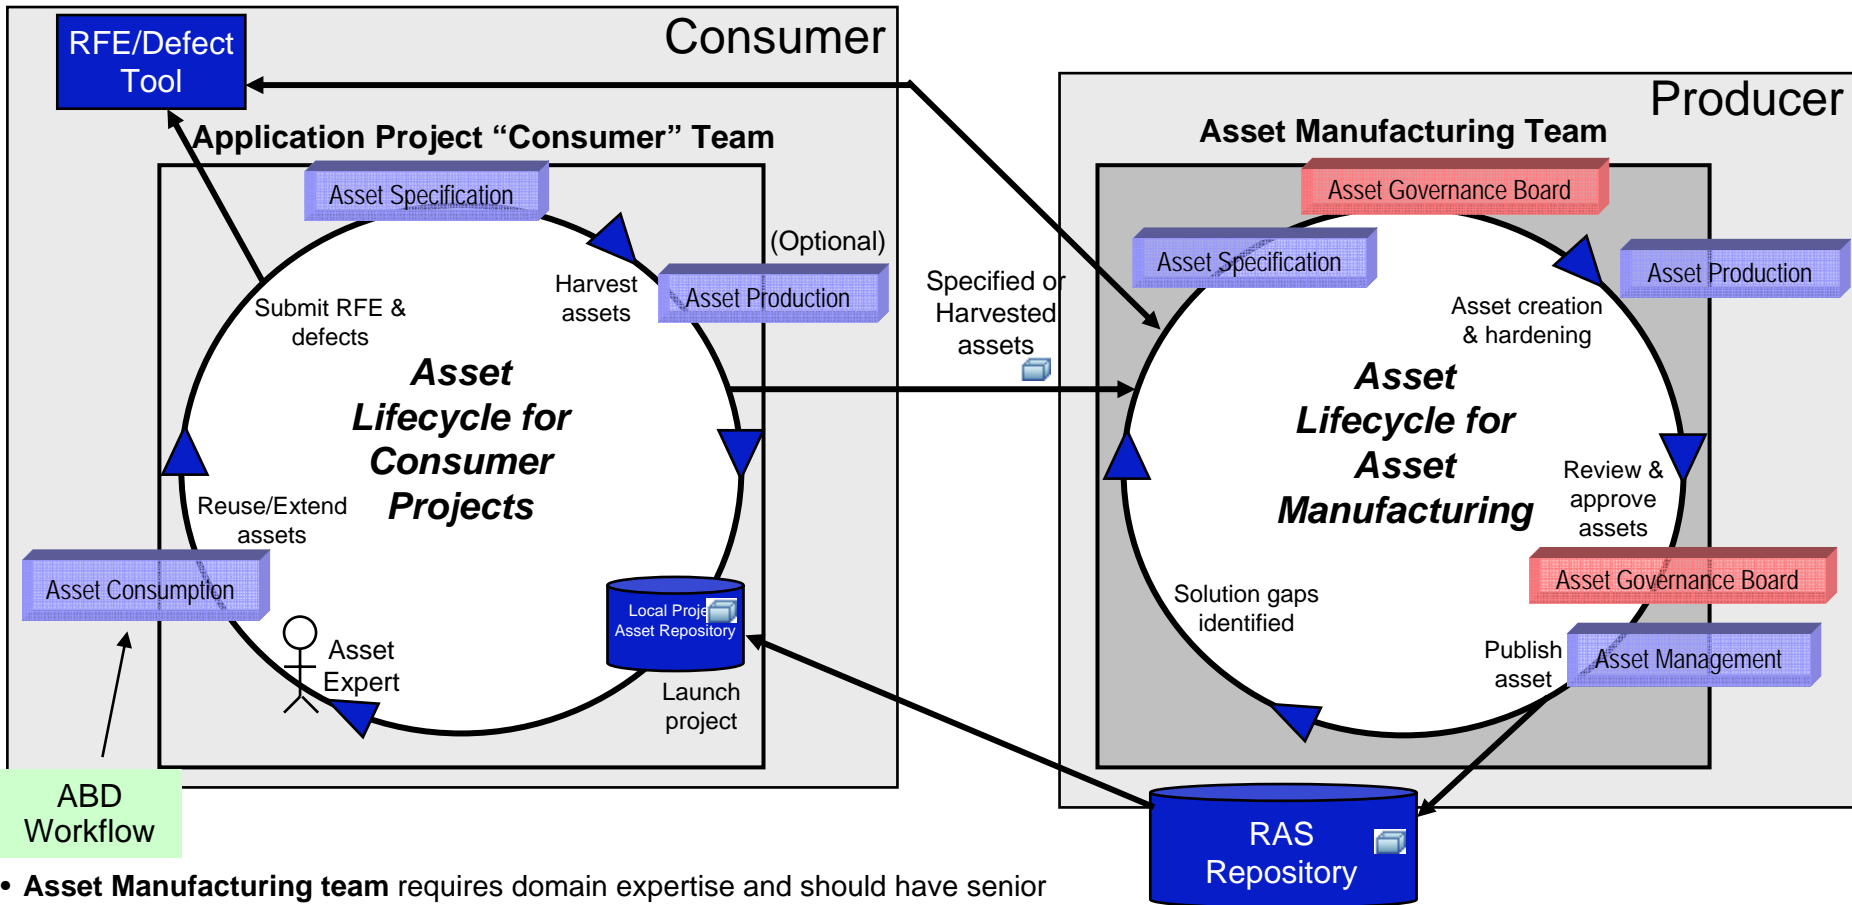 Consumer
RFE/Defect
Tool
Application Project “Consumer” Team
Asset Specification
(Optional)
Harvest
assets
Asset Production
Submit RFE &
defects
Asset
Lifecycle for
Consumer
Projects
Reuse/Extend
assets
Asset Consumption
Asset
Expert
Local Proje
Asset Repository
Launch
project
ABD
Workflow
Specified or
Harvested
assets
Producer
Asset Manufacturing Team
Asset Governance Board
Asset Specification
Asset Production
Asset creation
& hardening
Asset
Lifecycle for
Asset
Manufacturing
Review &
approve
assets
Asset Governance Board
Solution gaps
identified
Publish
asset
Asset Management
RAS
Repository
• Asset Manufacturing team requires domain expertise and should have senior